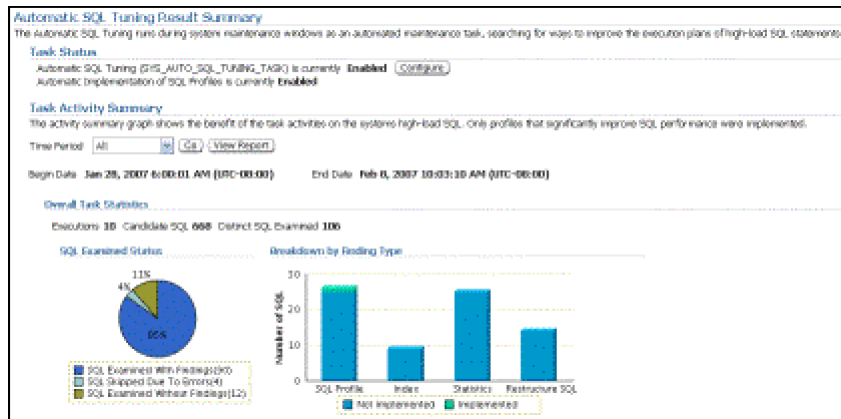 Automatic SQL Tuning Result Summary
The Automatic SQL Tuning runs during system maintenance windows as an automated maintenance task, searching for ways to improve the execution plans of high-load SQL statements
Task Status
Automatic SQL Tuning (SYS_AUTO_SQL_TUNING_TASK) is currently Enabled Configure
Automatic Implementation of SQL Profiles is currently Enabled
Task Activity Summary
The activity summary graph shows the benefit of the task activities on the systems high-load SQL. Only profiles that significantly improve SQL performance were implemented.
Time Period All Go View Report
Begin Date Jan 28, 2007 6:00:01 AM (UTC-08:00) End Date Feb 8, 2007 10:03:10 AM (UTC-08:00)
Overall Task Statistics
Executions 10 Candidate SQL 668 Distinct SQL Examined 106
SQL Examined Status
Breakdown by Finding Type
11%
4%
85%
SQL Examined With Findings(90)
SQL Skipped Due To Errors(4)
SQL Examined Without Findings(12)
Number of SQL
30
20
10
0
SQL Profile Index Statistics Restructure SQL
Not Implemented Implemented